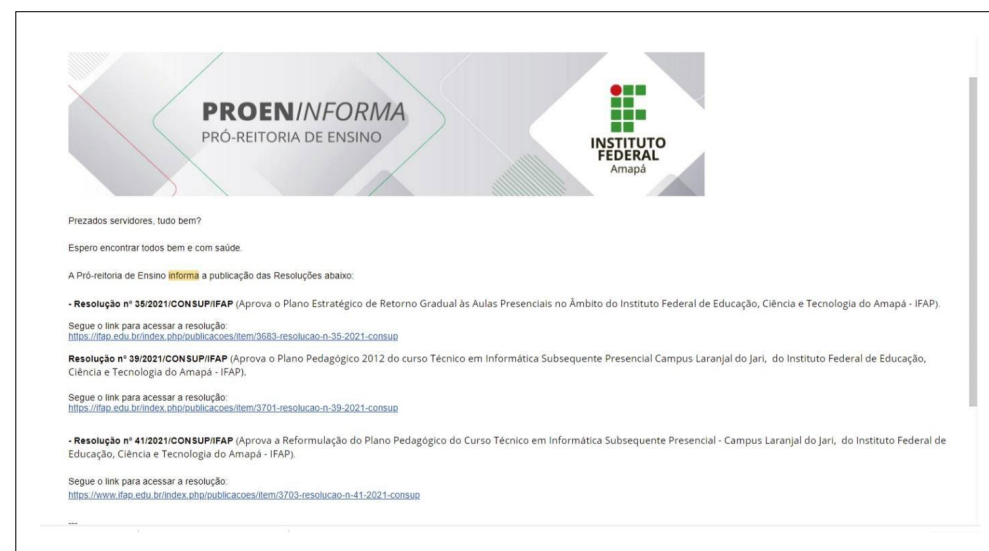 PROENINFORMA
PRÓ-REITORIA DE ENSINO
INSTITUTO
FEDERAL
Amapá
Prezados servidores, tudo bem?
Espero encontrar todos bem e com saúde.
A Pró-reitoria de Ensino informa a publicação das Resoluções abaixo:
- Resolução nº 35/2021/CONSUP/IFAP (Aprova o Plano Estratégico de Retorno Gradual às Aulas Presenciais no Âmbito do Instituto Federal de Educação, Ciência e Tecnologia do Amapá - IFAP).
Segue o link para acessar a resolução:
https://ifap.edu.br/index.php/publicacoes/item/3683-resolucao-n-35-2021-consup
Resolução nº 39/2021/CONSUP/IFAP (Aprova o Plano Pedagógico 2012 do curso Técnico em Informática Subsequente Presencial Campus Laranjal do Jari, do Instituto Federal de Educação,
Ciência e Tecnologia do Amapá - IFAP).
Segue o link para acessar a resolução:
https://ifap.edu.br/index.php/publicacoes/item/3701-resolucao-n-39-2021-consup
- Resolução nº 41/2021/CONSUP/IFAP (Aprova a Reformulação do Plano Pedagógico do Curso Técnico em Informática Subsequente Presencial - Campus Laranjal do Jari, do Instituto Federal de
Educação, Ciência e Tecnologia do Amapá - IFAP).
Segue o link para acessar a resolução:
https://www.ifap.edu.br/index.php/publicacoes/item/3703-resolucao-n-41-2021-consup
---